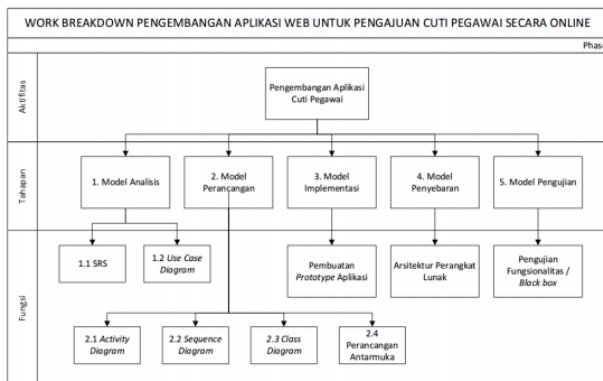 WORK BREAKDOWN PENGEMBANGAN APLIKASI WEB UNTUK PENGAJUAN CUTI PEGAWAI SECARA ONLINE
Phase
Aktifitas
Pengembangan Aplikasi
Cuti Pegawai
Tahapan
1. Model Analisis
2. Model
Perancangan
3. Model
Implementasi
4. Model
Penyebaran
5. Model Pengujian
Fungsi
1.1 SRS
1.2 Use Case
Diagram
Pembuatan
Prototype Aplikasi
Arsitektur Perangkat
Lunak
Pengujian
Fungsionalitas /
Black box
2.1 Activity
Diagram
2.2 Sequence
Diagram
2.3 Class
Diagram
2.4
Perancangan
Antarmuka